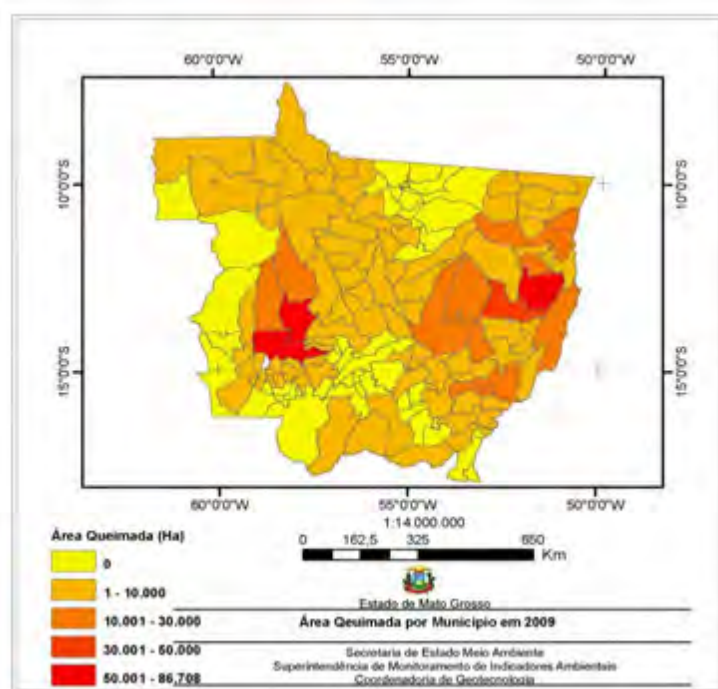 60°0'0"W 55°0'0"W 50°0'0"W
10°0'0"S 10°0'0"S
15°0'0"S 15°0'0"S
60°0'0"W 55°0'0"W 50°0'0"W
1:14.000.000
0 162,5 325 650
Km
Área Queimada (Ha)
0
1 - 10.000
10.001 - 30.000
30.001 - 50.000
50.001 - 86,708
Estado de Mato Grosso
Área Qeuimada por Município em 2009
Secretaria de Estado Meio Ambiente
Superintendência de Monitoramento de Indicadores Ambientais
Coordenadoria de Geotecnologia